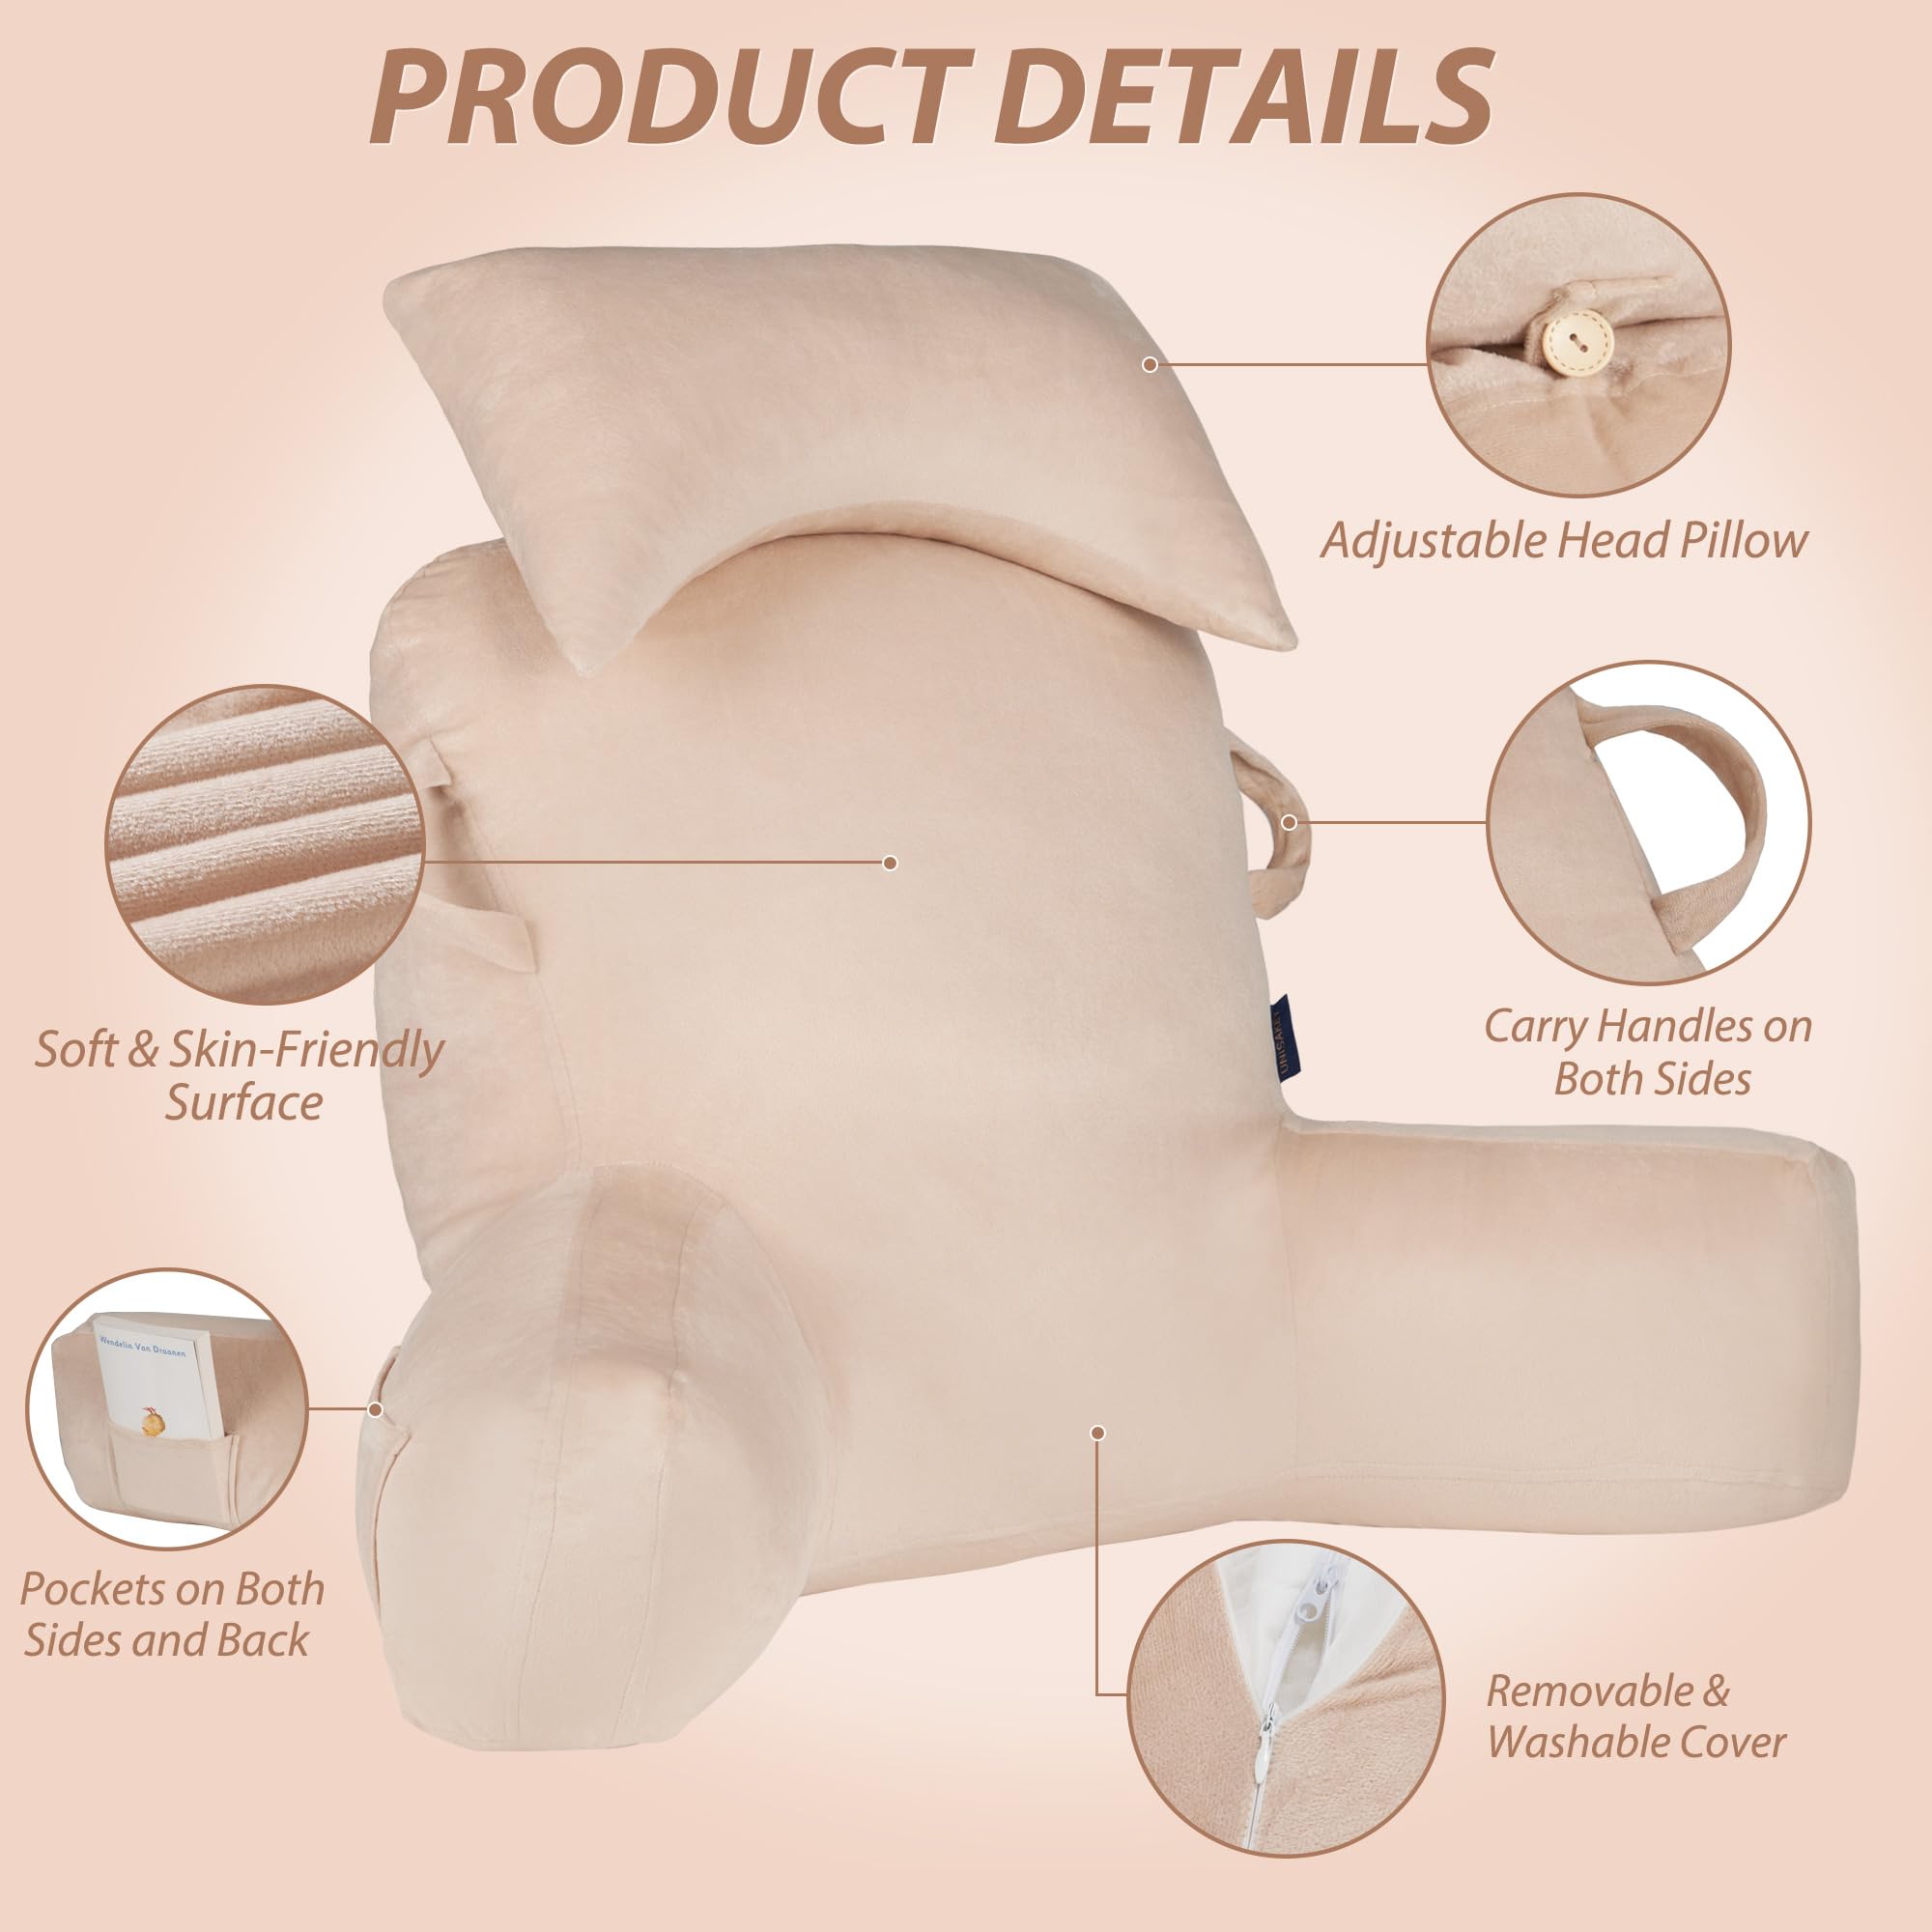 PRODUCT DETAILS
Adjustable Head Pillow
Soft & Skin-Friendly
Surface
Carry Handles on
Both Sides
UNISAKET
Wendelin Van Draanen
Pockets on Both
Sides and Back
Removable &
Washable Cover